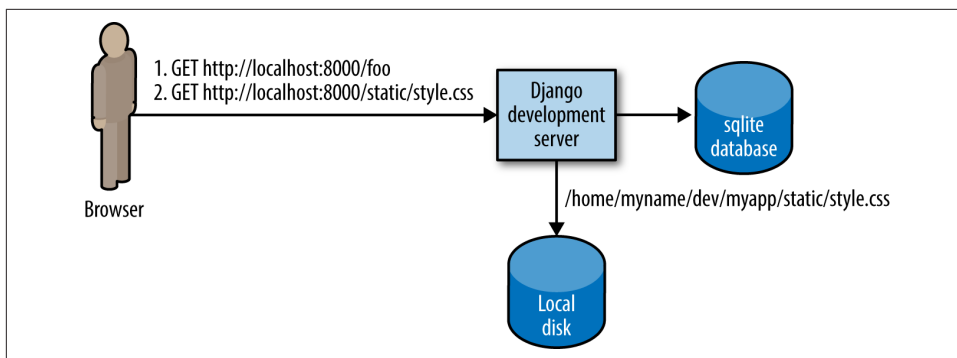 1. GET http://localhost:8000/foo
2. GET http://localhost:8000/static/style.css
Browser
Django
development
server
sqlite
database
/home/myname/dev/myapp/static/style.css
Local
disk